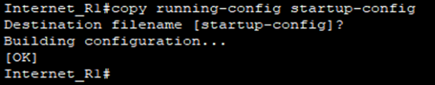 Internet_R1#copy running-config startup-config
Destination filename [startup-config]?
Building configuration...
[OK]
Internet_R1#